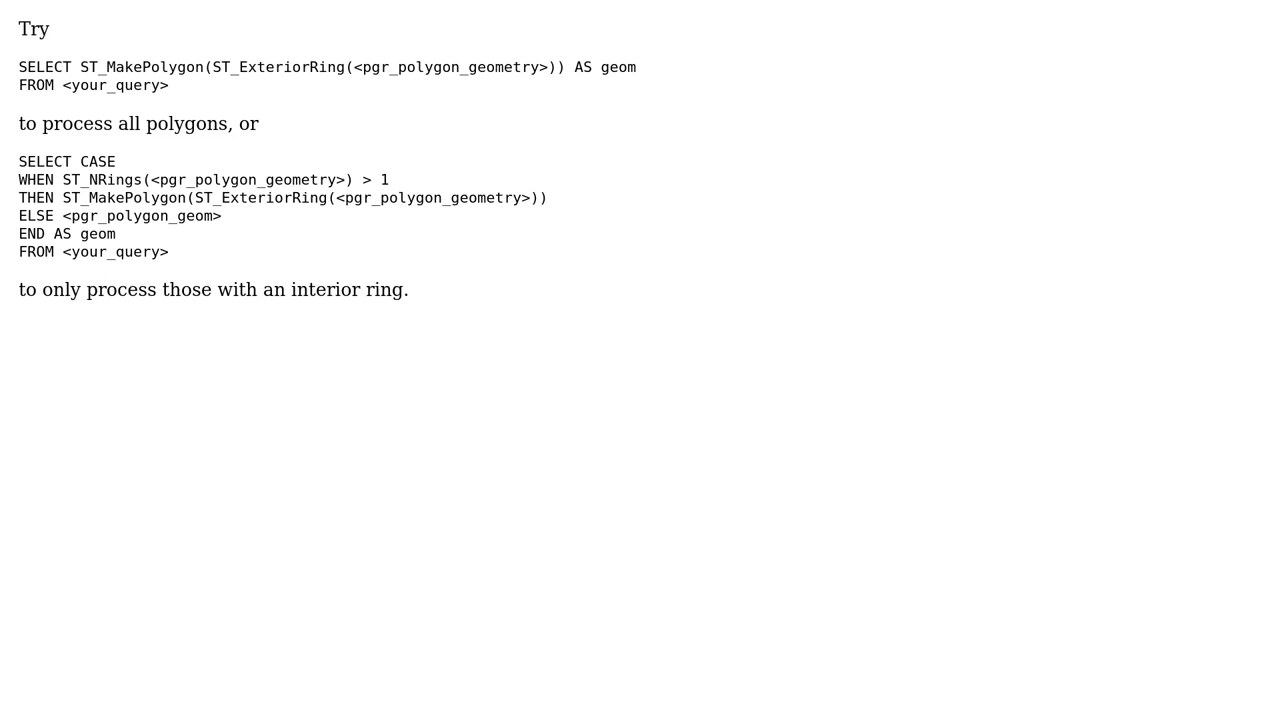 Try
SELECT ST_MakePolygon(ST_ExteriorRing(<pgr_polygon_geometry>)) AS geom
FROM <your_query>
to process all polygons, or
SELECT CASE
WHEN ST_NRings(<pgr_polygon_geometry>) > 1
THEN ST_MakePolygon(ST_ExteriorRing(<pgr_polygon_geometry>))
ELSE <pgr_polygon_geom>
END AS geom
FROM <your_query>
to only process those with an interior ring.